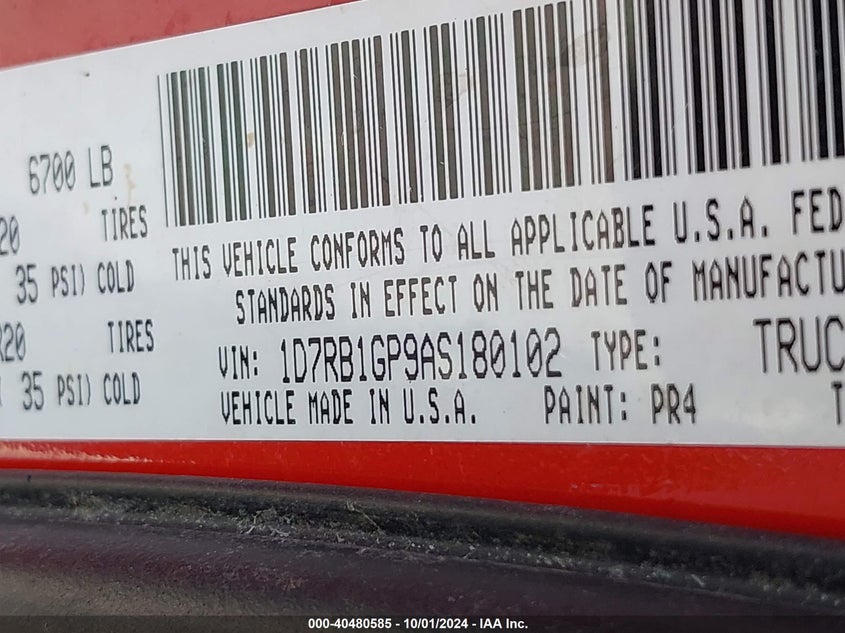 6700 LB
20 TIRES
35 PSI) COLD
R20 TIRES
35 PSI) COLD
THIS VEHICLE CONFORMS TO ALL APPLICABLE U.S.A. FED
STANDARDS IN EFFECT ON THE DATE OF MANUFACTU
VIN: 1D7RB1GP9AS180102 TYPE: TRUC
VEHICLE MADE IN U.S.A. PAINT: PR4 T
000-40480585 - 10/01/2024 - IAA Inc.